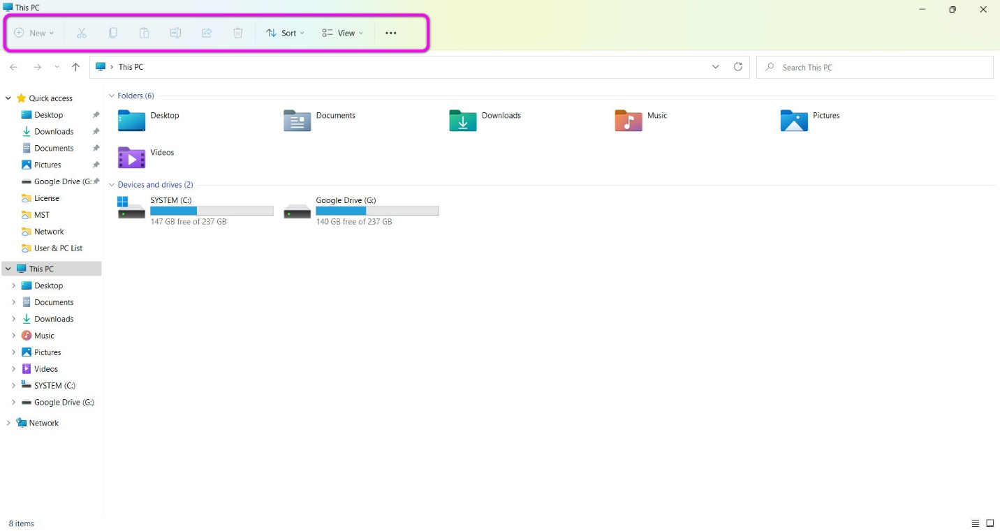 This PC
New Sort View
This PC
Search This PC
Quick access
Desktop
Downloads
Documents
Pictures
Google Drive (G:
License
MST
Network
User & PC List
This PC
Desktop
Documents
Downloads
Music
Pictures
Videos
SYSTEM (C:)
Google Drive (G:)
Network
Folders (6)
Desktop
Documents
Downloads
Music
Pictures
Videos
Devices and drives (2)
SYSTEM (C:)
147 GB free of 237 GB
Google Drive (G:)
140 GB free of 237 GB
8 items